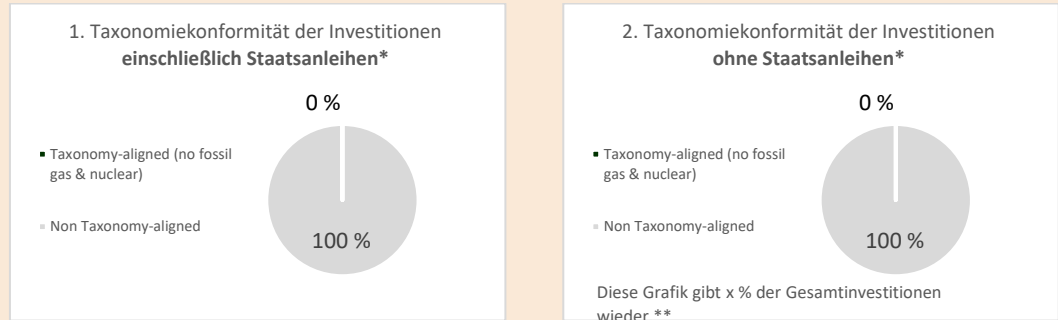 1. Taxonomiekonformität der Investitionen
einschließlich Staatsanleihen*
0 %
Taxonomy-aligned (no fossil
gas & nuclear)
Non Taxonomy-aligned
100 %
2. Taxonomiekonformität der Investitionen
ohne Staatsanleihen*
0 %
Taxonomy-aligned (no fossil
gas & nuclear)
Non Taxonomy-aligned
100 %
Diese Grafik gibt x % der Gesamtinvestitionen
wieder.**